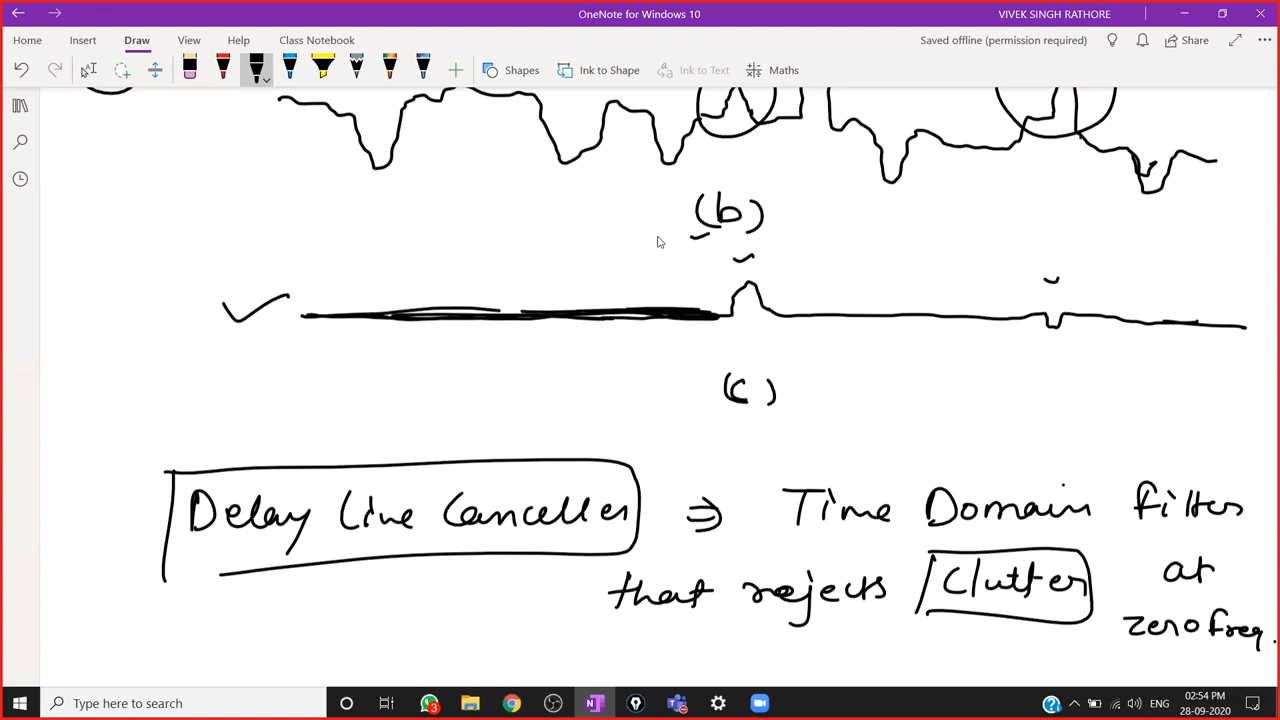 OneNote for Windows 10
VIVEK SINGH RATHORE
Home Insert Draw View Help Class Notebook
Saved offline (permission required)
Share
Shapes
Ink to Shape
Ink to Text
Maths
(b)
(c)
Delay Line Canceller ⇒ Time Domain filter
that rejects Clutter at
zero freq.
Type here to search
3
ENG
02:54 PM
28-09-2020